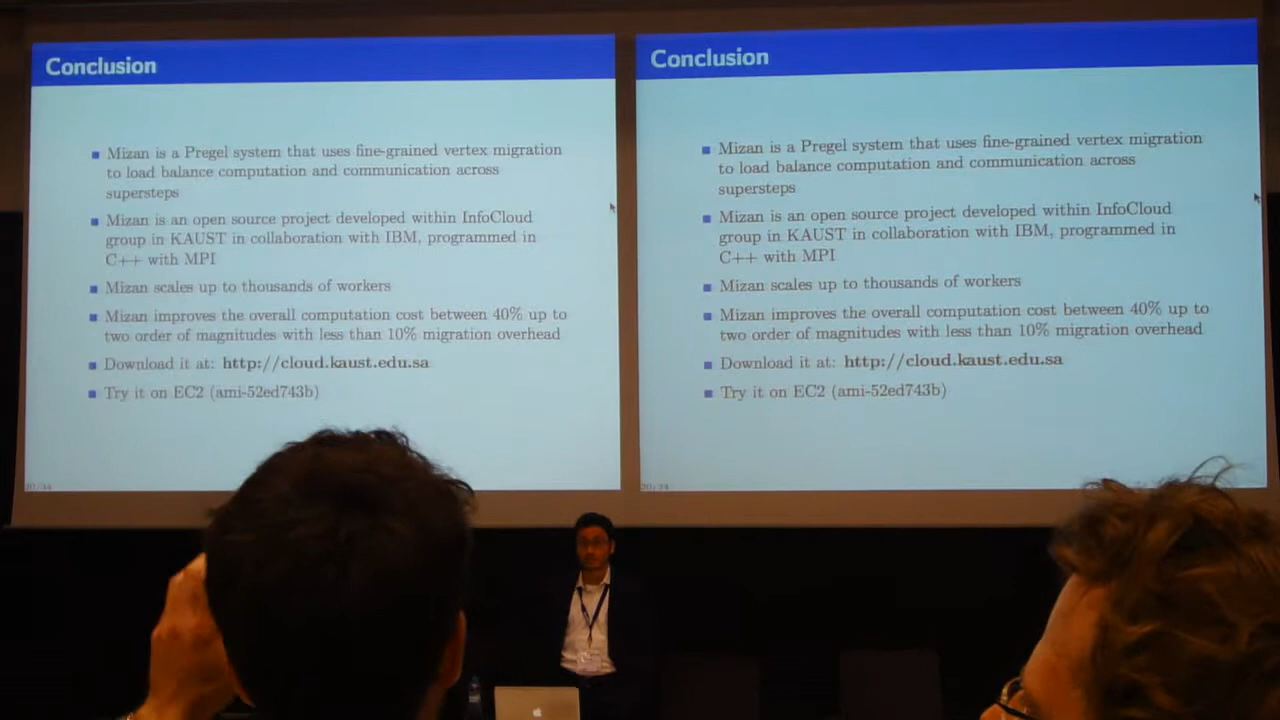 Conclusion
Mizan is a Pregel system that uses fine-grained vertex migration
to load balance computation and communication across
supersteps
Mizan is an open source project developed within InfoCloud
group in KAUST in collaboration with IBM, programmed in
C++ with MPI
Mizan scales up to thousands of workers
Mizan improves the overall computation cost between 40% up to
two order of magnitudes with less than 10% migration overhead
Download it at: http://cloud.kaust.edu.sa
Try it on EC2 (ami-52ed743b)
Conclusion
Mizan is a Pregel system that uses fine-grained vertex migration
to load balance computation and communication across
supersteps
Mizan is an open source project developed within InfoCloud
group in KAUST in collaboration with IBM, programmed in
C++ with MPI
Mizan scales up to thousands of workers
Mizan improves the overall computation cost between 40% up to
two order of magnitudes with less than 10% migration overhead
Download it at: http://cloud.kaust.edu.sa
Try it on EC2 (ami-52ed743b)